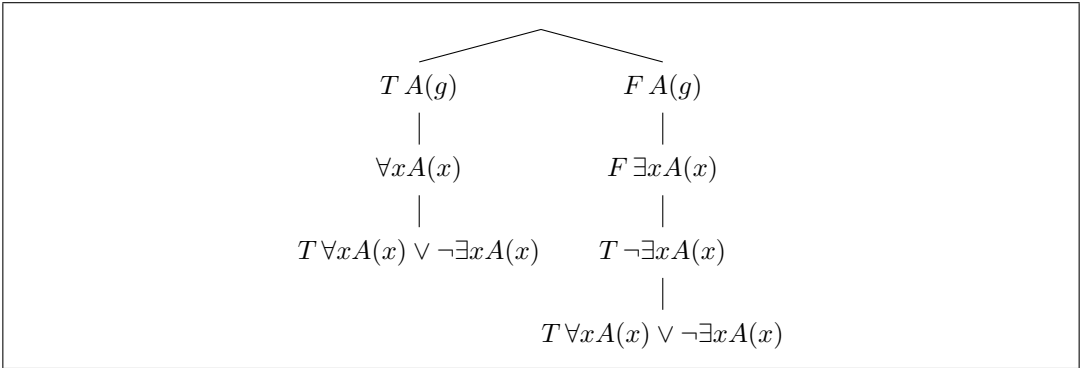 T A(g) F A(g)
∀xA(x) F ∃xA(x)
T ∀xA(x) ∨ ¬∃xA(x) T ¬∃xA(x)
T ∀xA(x) ∨ ¬∃xA(x)